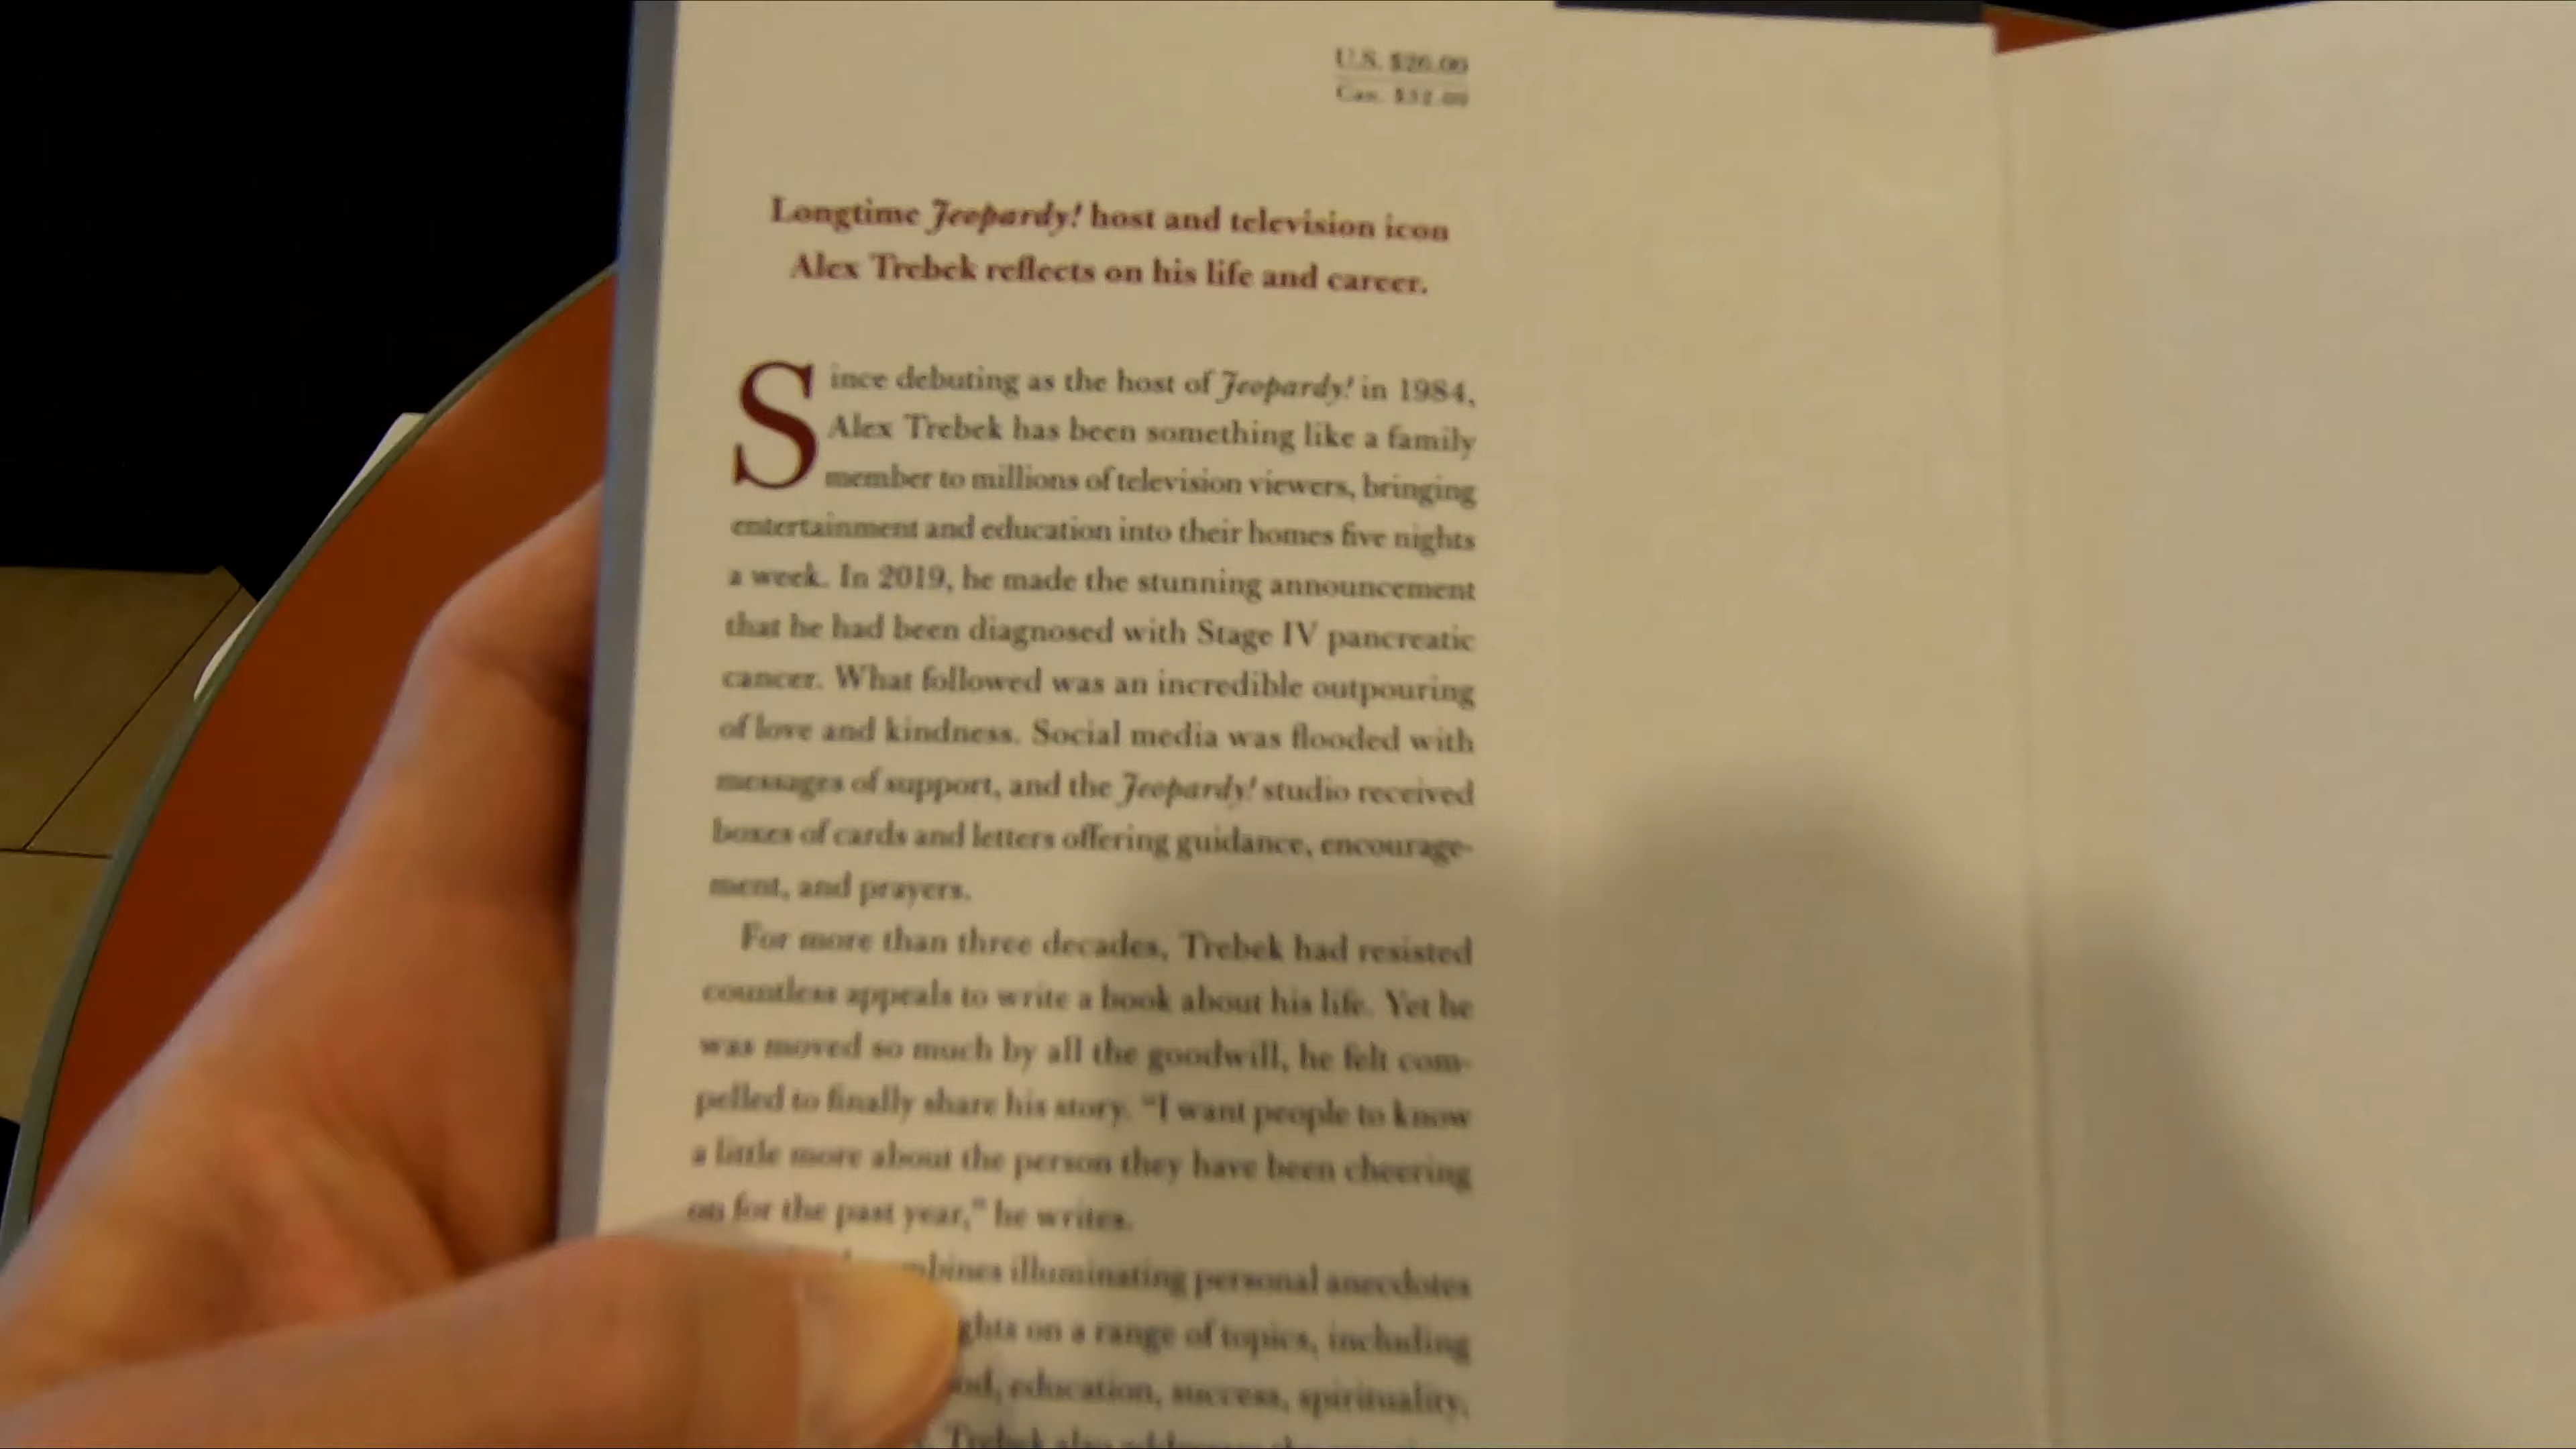 U.S. $26.00
Can. $32.00
Longtime Jeopardy! host and television icon
Alex Trebek reflects on his life and career.
Since debuting as the host of Jeopardy! in 1984,
Alex Trebek has been something like a family
member to millions of television viewers, bringing
entertainment and education into their homes five nights
a week. In 2019, he made the stunning announcement
that he had been diagnosed with Stage IV pancreatic
cancer. What followed was an incredible outpouring
of love and kindness. Social media was flooded with
messages of support, and the Jeopardy! studio received
boxes of cards and letters offering guidance, encourage-
ment, and prayers.
For more than three decades, Trebek had resisted
countless appeals to write a book about his life. Yet he
was moved so much by all the goodwill, he felt com-
pelled to finally share his story. “I want people to know
a little more about the person they have been cheering
on for the past year,” he writes.
illuminating personal anecdotes
on a range of topics, including
education, success, spirituality,
Trebek also